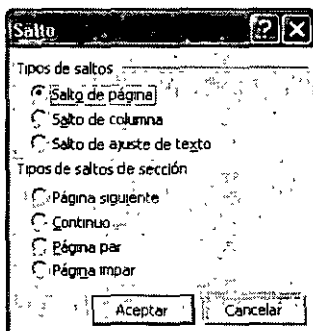 Salto
Tipos de saltos
Salto de página
Salto de columna
Salto de ajuste de texto
Tipos de saltos de sección
Página siguiente
Continuo
Página par
Página impar
Aceptar
Cancelar